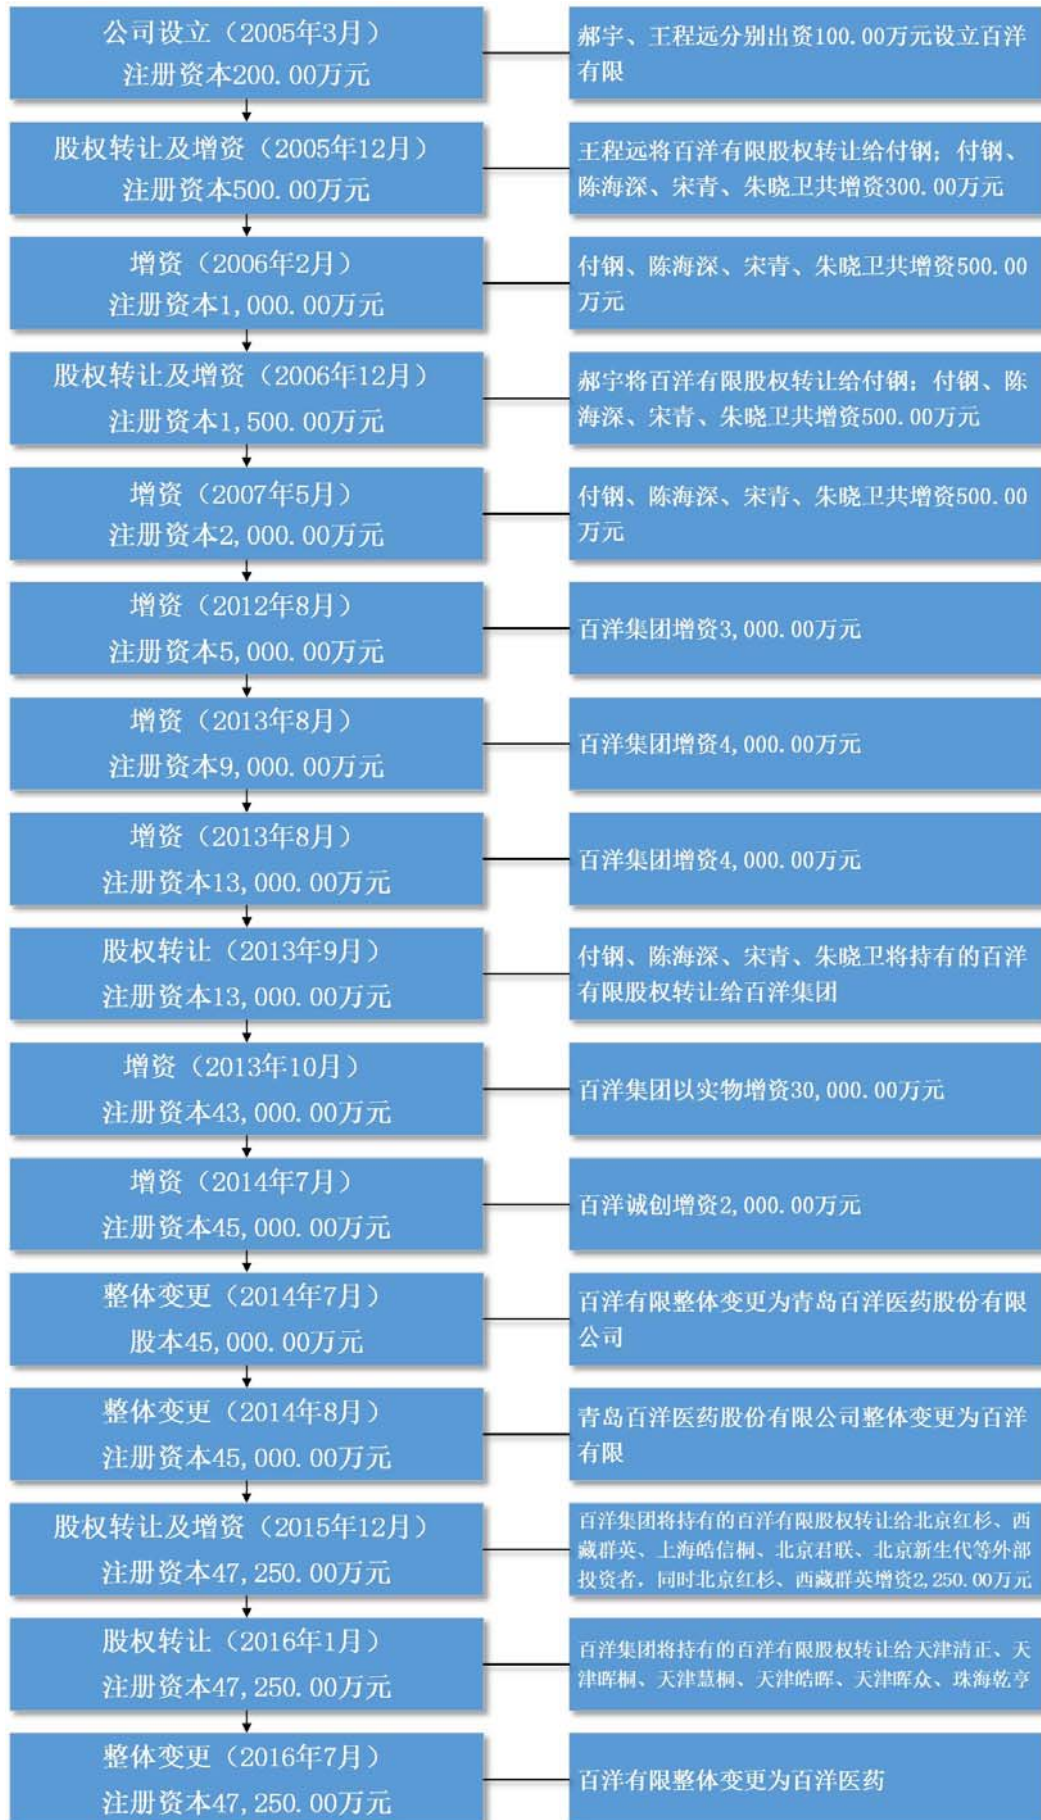 公司设立（2005年3月）
注册资本200.00万元
郝宇、王程远分别出资100.00万元设立百洋
有限
股权转让及增资（2005年12月）
注册资本500.00万元
王程远将百洋有限股权转让给付钢；付钢、
陈海深、宋青、朱晓卫共增资300.00万元
增资（2006年2月）
注册资本1,000.00万元
付钢、陈海深、宋青、朱晓卫共增资500.00
万元
股权转让及增资（2006年12月）
注册资本1,500.00万元
郝宇将百洋有限股权转让给付钢；付钢、陈
海深、宋青、朱晓卫共增资500.00万元
增资（2007年5月）
注册资本2,000.00万元
付钢、陈海深、宋青、朱晓卫共增资500.00
万元
增资（2012年8月）
注册资本5,000.00万元
百洋集团增资3,000.00万元
增资（2013年8月）
注册资本9,000.00万元
百洋集团增资4,000.00万元
增资（2013年8月）
注册资本13,000.00万元
百洋集团增资4,000.00万元
股权转让（2013年9月）
注册资本13,000.00万元
付钢、陈海深、宋青、朱晓卫将持有的百洋
有限股权转让给百洋集团
增资（2013年10月）
注册资本43,000.00万元
百洋集团以实物增资30,000.00万元
增资（2014年7月）
注册资本45,000.00万元
百洋诚创增资2,000.00万元
整体变更（2014年7月）
股本45,000.00万元
百洋有限整体变更为青岛百洋医药股份有限
公司
整体变更（2014年8月）
注册资本45,000.00万元
青岛百洋医药股份有限公司整体变更为百洋
有限
股权转让及增资（2015年12月）
注册资本47,250.00万元
百洋集团将持有的百洋有限股权转让给北京红杉、西
藏群英、上海皓信桐、北京君联、北京新生代等外部
投资者，同时北京红杉、西藏群英增资2,250.00万元
股权转让（2016年1月）
注册资本47,250.00万元
百洋集团将持有的百洋有限股权转让给天津清正、天
津晖桐、天津慧桐、天津皓晖、天津晖众、珠海乾亨
整体变更（2016年7月）
注册资本47,250.00万元
百洋有限整体变更为百洋医药